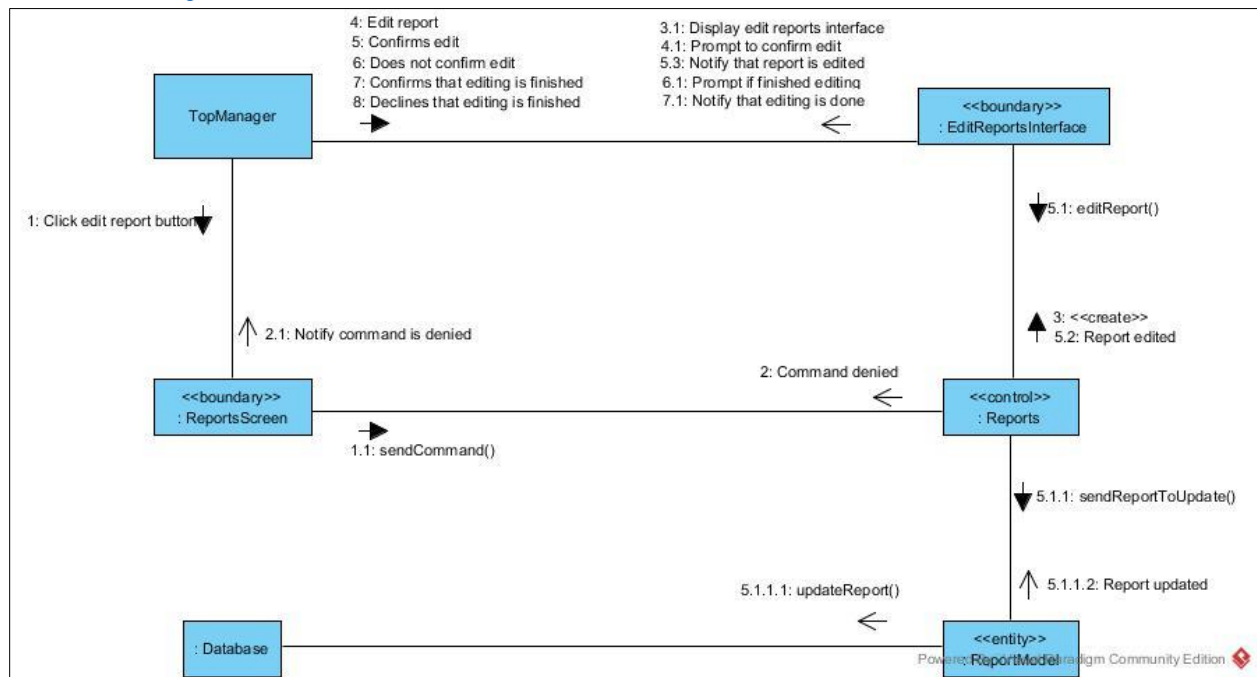 4: Edit report
5: Confirms edit
6: Does not confirm edit
7: Confirms that editing is finished
8: Declines that editing is finished
3.1: Display edit reports interface
4.1: Prompt to confirm edit
5.3: Notify that report is edited
6.1: Prompt if finished editing
7.1: Notify that editing is done
TopManager
<<boundary>>
: EditReportsInterface
1: Click edit report button
5.1: editReport()
2.1: Notify command is denied
3: <<create>>
5.2: Report edited
2: Command denied
<<boundary>>
: ReportsScreen
<<control>>
: Reports
1.1: sendCommand()
5.1.1: sendReportToUpdate()
5.1.1.1: updateReport()
5.1.1.2: Report updated
: Database
<<entity>>
: ReportModel
Powered By Visual Paradigm Community Edition